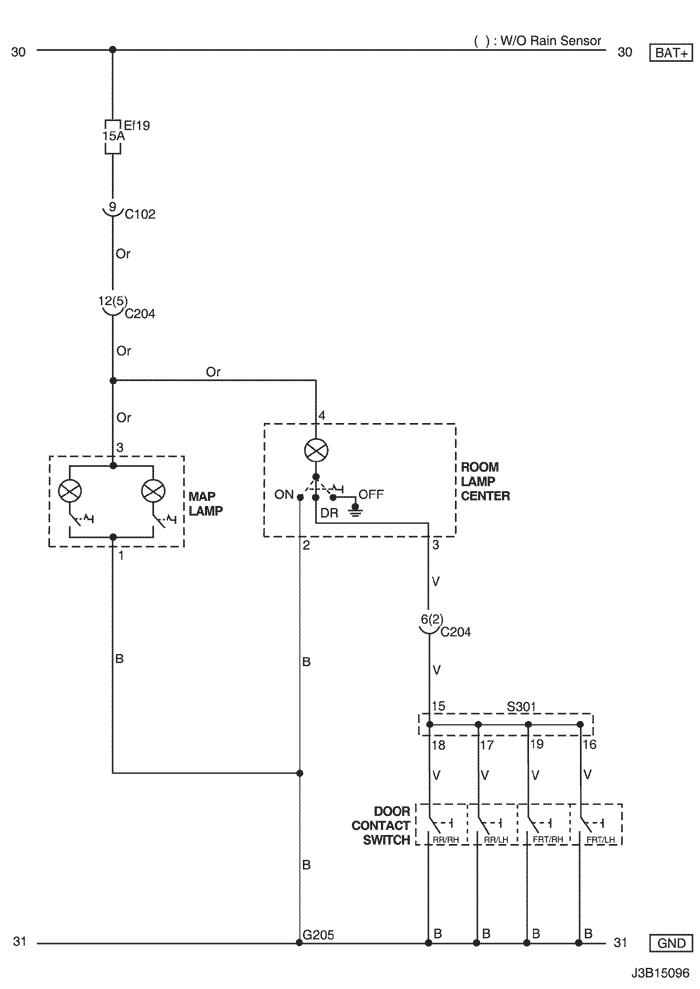 ( ) : W/O Rain Sensor
30
30
BAT+
Ef19
15A
9
C102
Or
12(5)
C204
Or
Or
Or
3
4
ROOM
LAMP
CENTER
ON
OFF
DR
MAP
LAMP
1
2
3
V
6(2)
C204
B
B
V
15
S301
18
17
19
16
V
V
V
V
DOOR
CONTACT
SWITCH
RR/RH
RR/LH
FRT/RH
FRT/LH
B
G205
B
B
B
B
31
31
GND
J3B15096